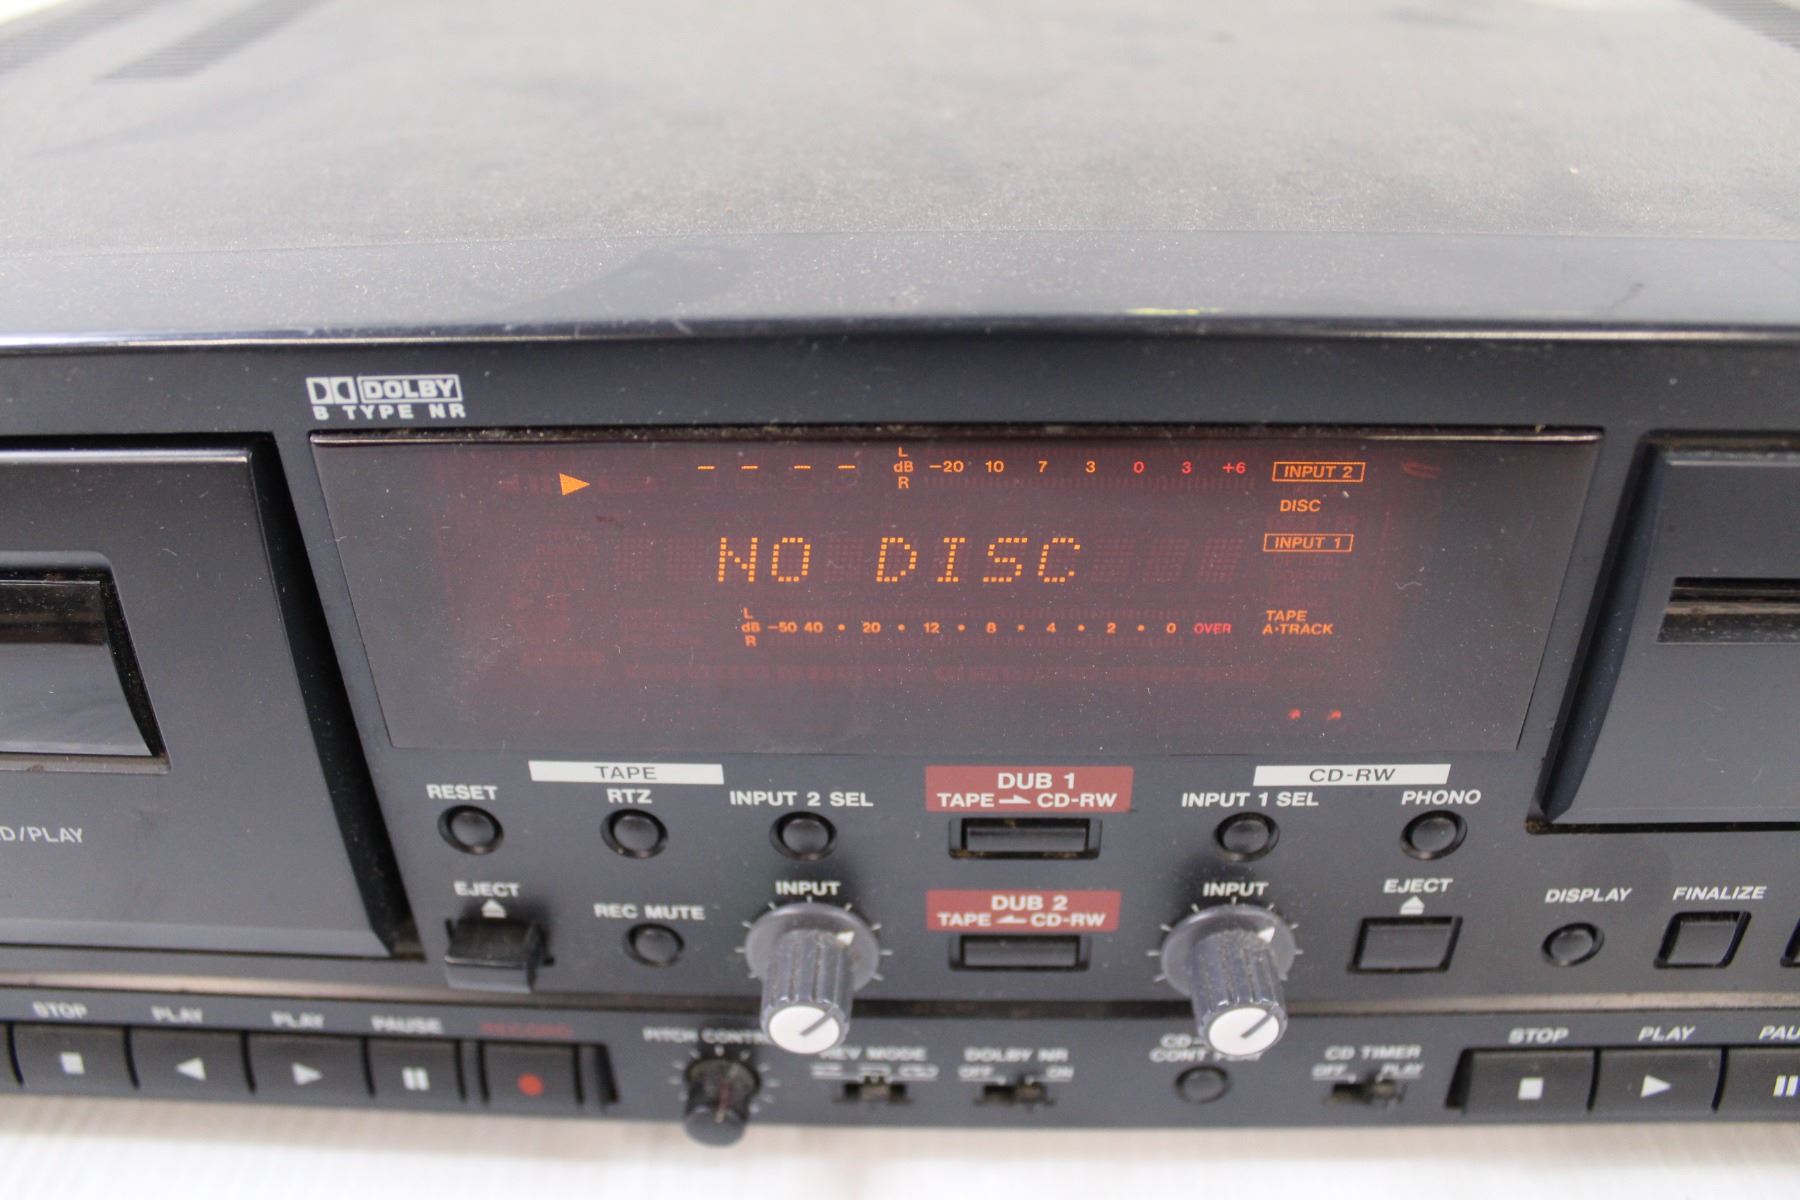 DOLBY
B TYPE NR
L
dB -20 10 7 3 0 3 +6
R
INPUT 2
DISC
NO DISC
INPUT 1
L
dB -50 40 • 20 • 12 • 8 • 4 • 2 • 0 OVER
R
TAPE
A•TRACK
TAPE
CD-RW
RESET
RTZ
INPUT 2 SEL
DUB 1
TAPE CD-RW
INPUT 1 SEL
PHONO
D/PLAY
EJECT
REC MUTE
INPUT
DUB 2
TAPE CD-RW
INPUT
EJECT
DISPLAY
FINALIZE
STOP
PLAY
PLAY
PAUSE
RECORD
PITCH
DOLBY NR
OFF ON
CD TIMER
OFF PLAY
STOP
PLAY
PAU